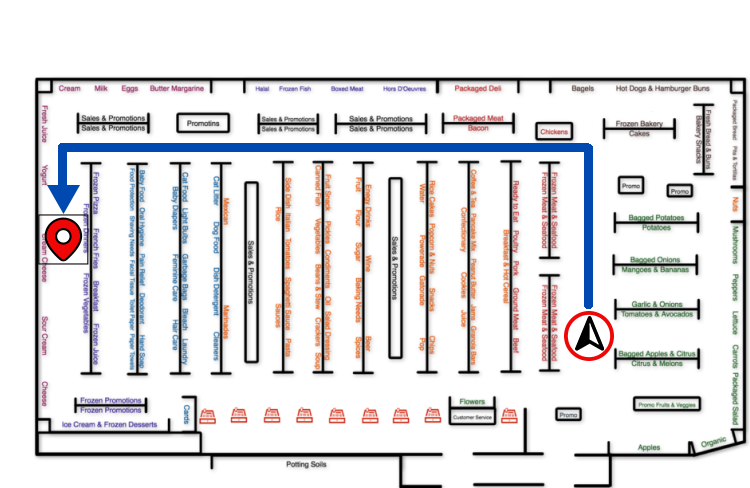 Cream Milk Eggs Butter Margarine
Halal Frozen Fish Boxed Meat Hors D'Oeuvres
Packaged Deli
Bagels Hot Dogs & Hamburger Buns
Fresh Juice
Yogurt
Cream Cheese
Sour Cream
Cheese
Sales & Promotions
Sales & Promotions
Promotins
Sales & Promotions
Sales & Promotions
Sales & Promotions
Sales & Promotions
Packaged Meat
Bacon
Chickens
Frozen Bakery
Cakes
Fresh Bread & Buns
Bakery Snacks
Packaged Bread
Pita & Tortillas
Nuts
Mushrooms
Peppers
Lettuce
Carrots
Packaged Salad
Promo
Promo
Frozen Pizza French Fries Breakfast Frozen Juice
Frozen Dinners Frozen Vegetables
Baby Food Oral Hygiene Pain Relief Deodorant Hand Soap
Food Protection Shaving Needs Facial Tissue Toilet Paper Paper Towels
Cat Food Light Bulbs Garbage Bags Bleach Laundry
Baby Diapers Feminine Care Hair Care
Mexican Marinades
Cat Litter Dog Food Dish Detergent Cleaners
Sales & Promotions
Side Dish Italian Tomatoes Spaghetti Sauce Pasta
Rice Sauces
Fruit Snack Pickles Condiments Oil Salad Dressing
Canned Fish Vegetables Beans & Stew Crackers Soup
Energy Drinks Wine Beer
Fruit Flour Sugar Baking Needs Spices
Sales & Promotions
Rice Cakes Popcorn & Nuts Snacks Chips
Water Powerade Gatorade Pop
Coffee & Tea Pancake Mix Peanut Butter Jams Granola Bars
Confectionary Cookies Juice
Ready to Eat Poultry Pork Ground Meat Beef
Breakfast & Hot Cereal
Frozen Meat & Seafood
Frozen Meat & Seafood
Frozen Meat & Seafood
Frozen Meat & Seafood
Bagged Potatoes
Potatoes
Bagged Onions
Mangoes & Bananas
Garlic & Onions
Tomatoes & Avocados
Bagged Apples & Citrus
Citrus & Melons
Frozen Promotions
Frozen Promotions
Cards
Flowers
Customer Service
Promo
Promo Fruits & Veggies
Ice Cream & Frozen Desserts
Apples
Organic
Potting Soils